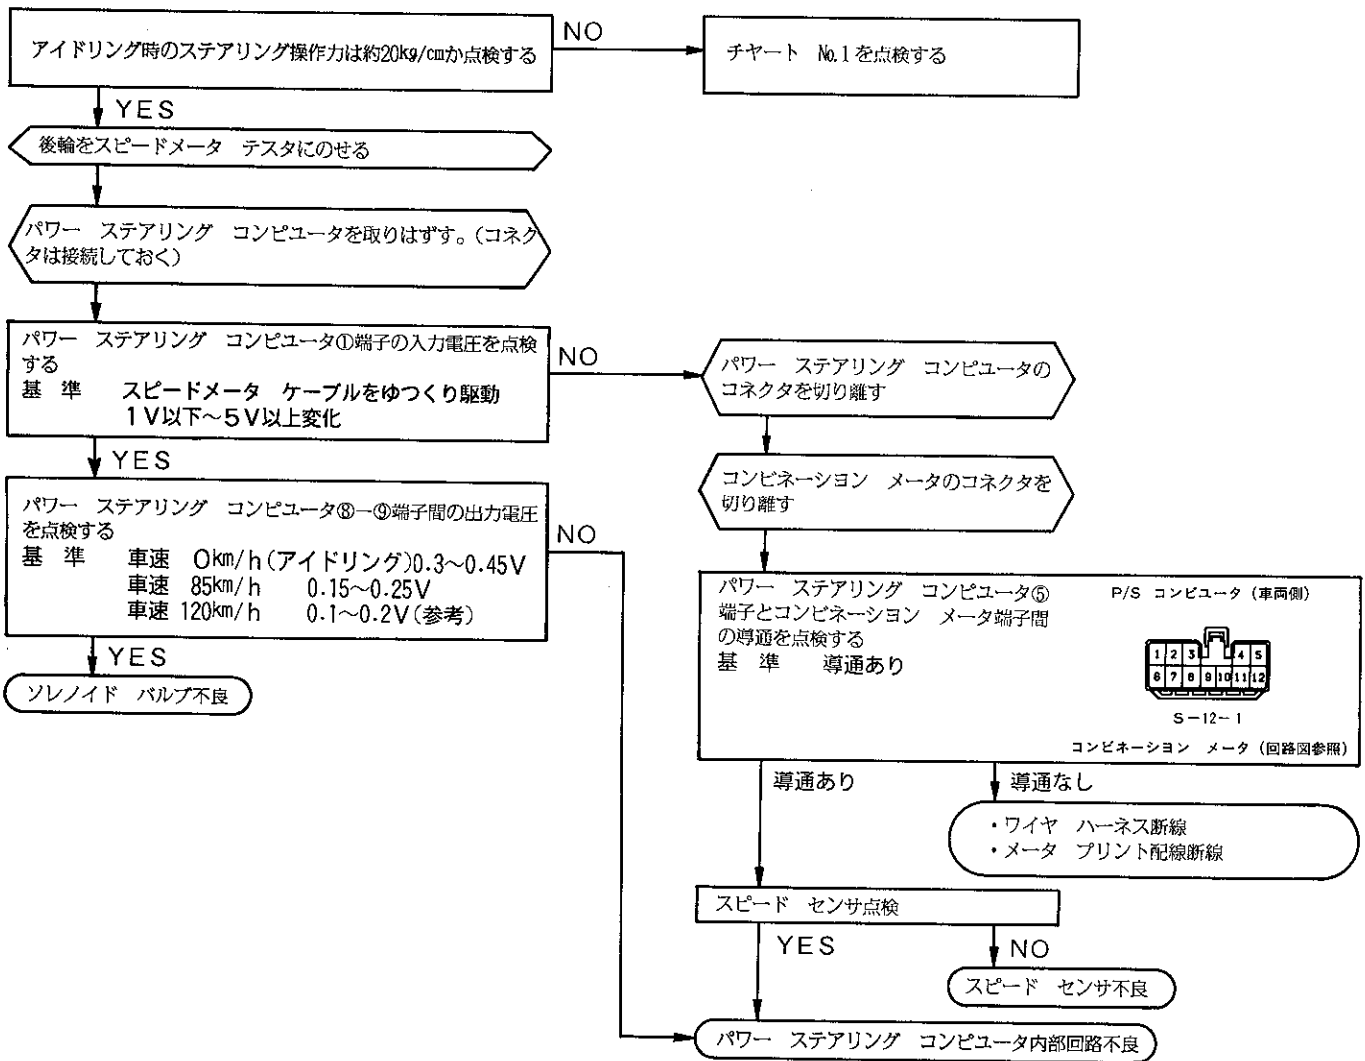 アイドリング時のステアリング操作力は約20kg/cmか点検する
NO
チヤート No.1を点検する
YES
後輪をスピードメータ テスタにのせる
パワー ステアリング コンピユータを取りはずす。(コネク
タは接続しておく)
パワー ステアリング コンピユータ①端子の入力電圧を点検
する
基 準 スピードメータ ケーブルをゆつくり駆動
1V以下～5V以上変化
NO
パワー ステアリング コンピユータの
コネクタを切り離す
YES
コンビネーション メータのコネクタを
切り離す
パワー ステアリング コンピユータ⑧－⑨端子間の出力電圧
を点検する
基 準 車速 0km/h(アイドリング)0.3～0.45V
車速 85km/h 0.15～0.25V
車速 120km/h 0.1～0.2V(参考)
NO
YES
ソレノイド バルブ不良
パワー ステアリング コンピユータ⑤
端子とコンビネーション メータ端子間
の導通を点検する
基 準 導通あり
P/S コンピユータ (車両側)
1 2 3 4 5
6 7 8 9 10 11 12
S-12-1
コンビネーション メータ (回路図参照)
導通あり
導通なし
・ワイヤ ハーネス断線
・メータ プリント配線断線
スピード センサ点検
YES
NO
スピード センサ不良
パワー ステアリング コンピユータ内部回路不良